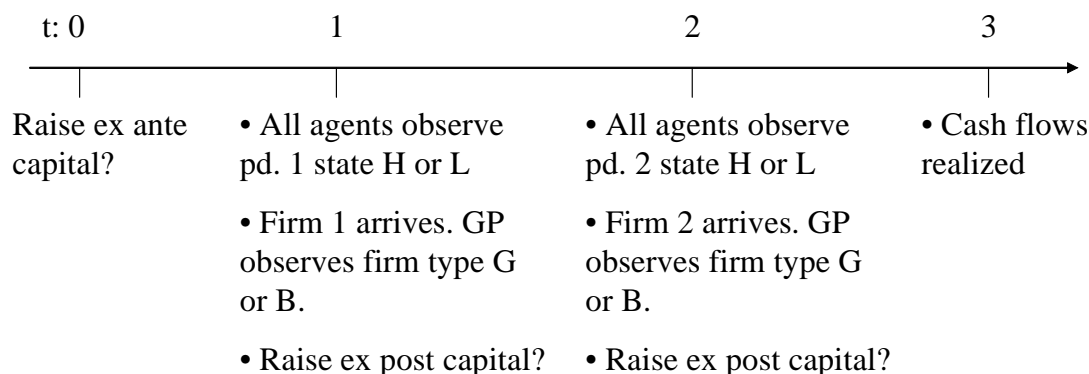 t: 0 1 2 3
Raise ex ante
capital?
• All agents observe
pd. 1 state H or L
• Firm 1 arrives. GP
observes firm type G
or B.
• Raise ex post capital?
• All agents observe
pd. 2 state H or L
• Firm 2 arrives. GP
observes firm type G
or B.
• Raise ex post capital?
• Cash flows
realized